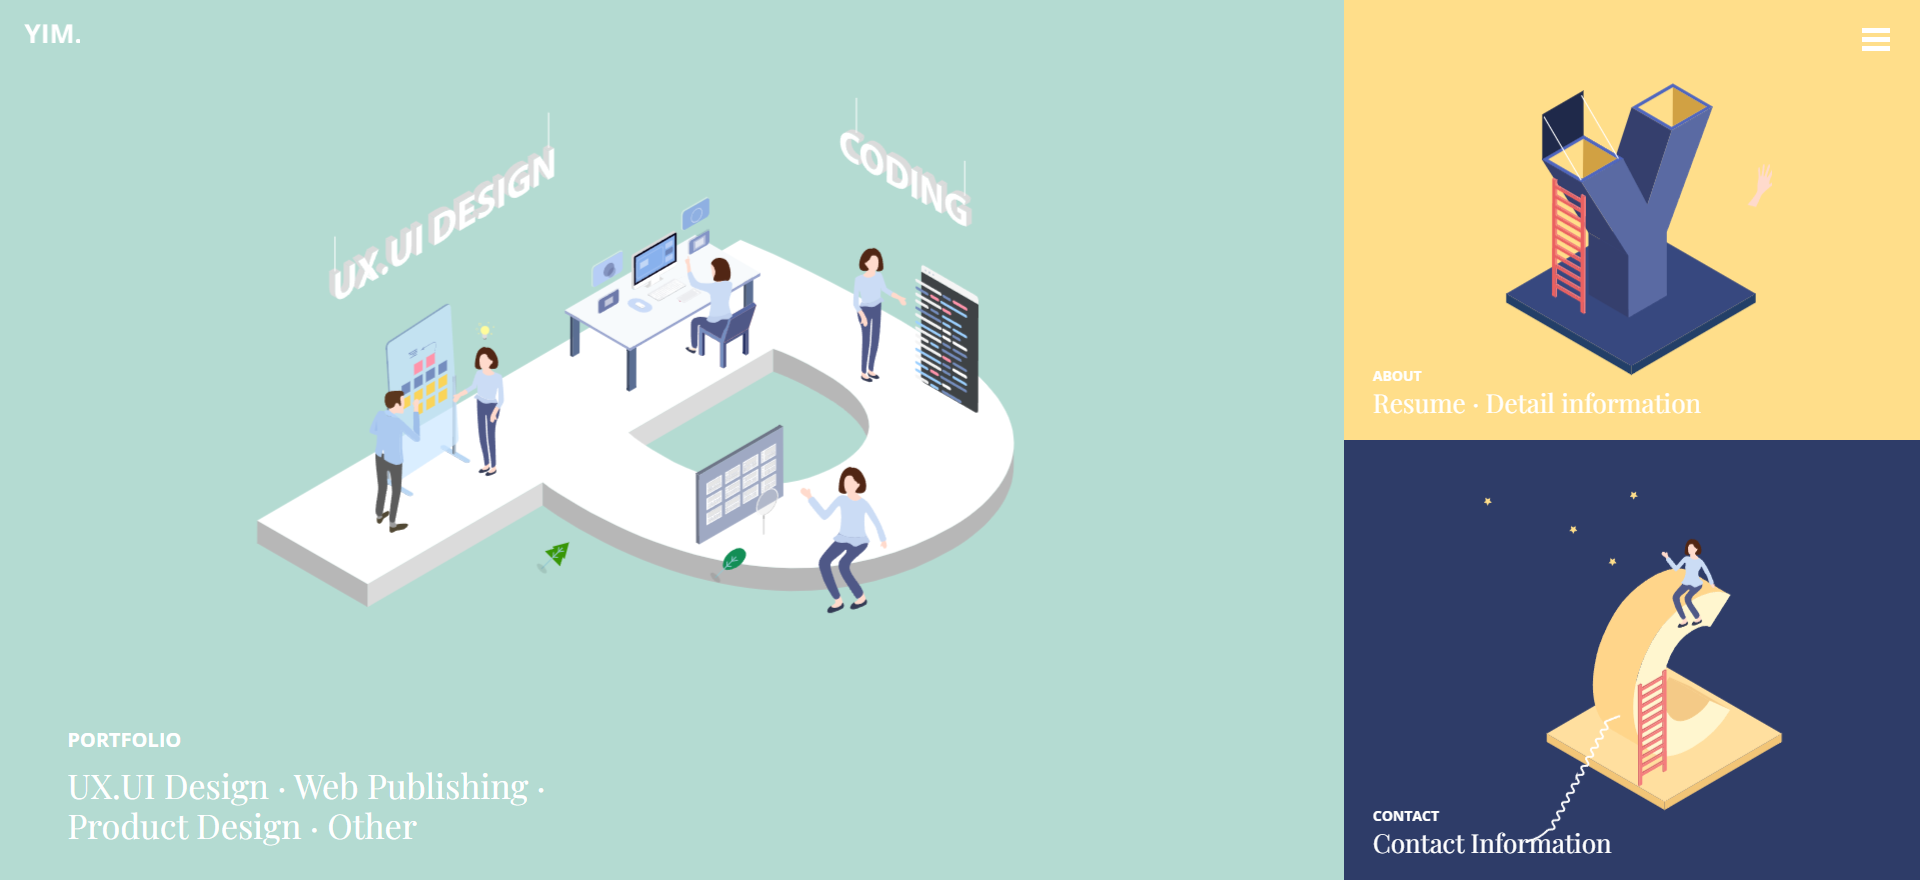 YIM.
UX.UI DESIGN
CODING
PORTFOLIO
UX.UI Design · Web Publishing ·
Product Design · Other
ABOUT
Resume · Detail information
CONTACT
Contact Information